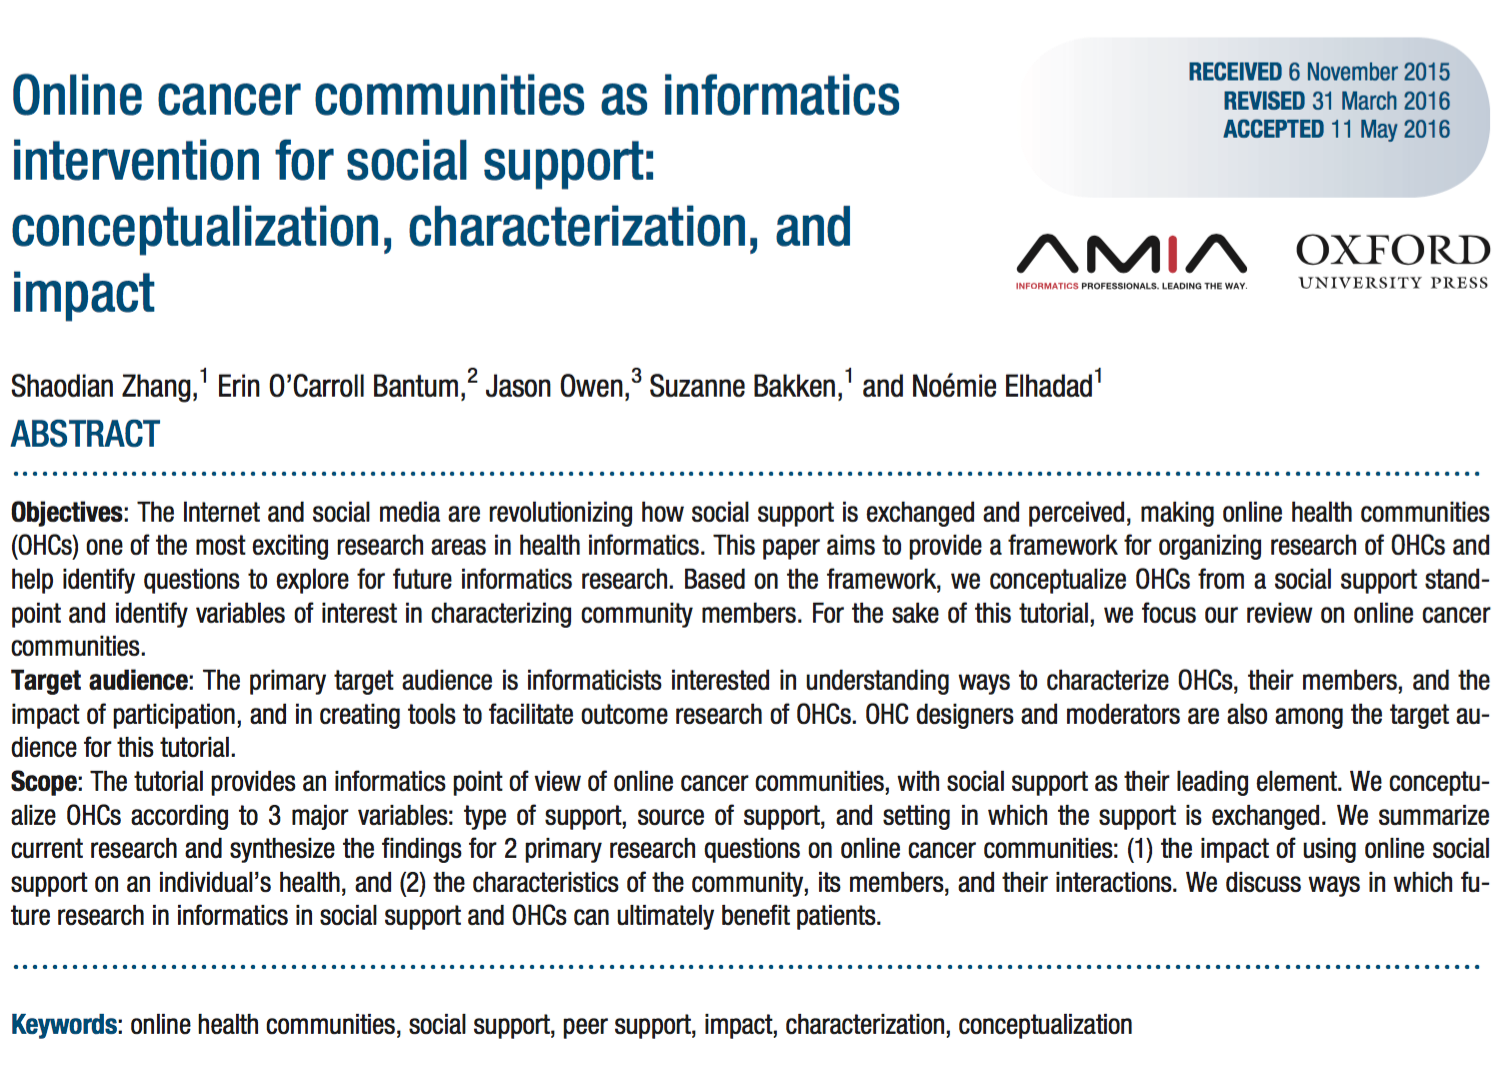 Online cancer communities as informatics
intervention for social support:
conceptualization, characterization, and
impact
RECEIVED 6 November 2015
REVISED 31 March 2016
ACCEPTED 11 May 2016
AMIA
INFORMATICS PROFESSIONALS. LEADING THE WAY.
OXFORD
UNIVERSITY PRESS
Shaodian Zhang,1 Erin O’Carroll Bantum,2 Jason Owen,3 Suzanne Bakken,1 and Noémie Elhadad1
ABSTRACT
Objectives: The Internet and social media are revolutionizing how social support is exchanged and perceived, making online health communities
(OHCs) one of the most exciting research areas in health informatics. This paper aims to provide a framework for organizing research of OHCs and
help identify questions to explore for future informatics research. Based on the framework, we conceptualize OHCs from a social support stand-
point and identify variables of interest in characterizing community members. For the sake of this tutorial, we focus our review on online cancer
communities.
Target audience: The primary target audience is informaticists interested in understanding ways to characterize OHCs, their members, and the
impact of participation, and in creating tools to facilitate outcome research of OHCs. OHC designers and moderators are also among the target au-
dience for this tutorial.
Scope: The tutorial provides an informatics point of view of online cancer communities, with social support as their leading element. We conceptu-
alize OHCs according to 3 major variables: type of support, source of support, and setting in which the support is exchanged. We summarize
current research and synthesize the findings for 2 primary research questions on online cancer communities: (1) the impact of using online social
support on an individual’s health, and (2) the characteristics of the community, its members, and their interactions. We discuss ways in which fu-
ture research in informatics in social support and OHCs can ultimately benefit patients.
Keywords: online health communities, social support, peer support, impact, characterization, conceptualization